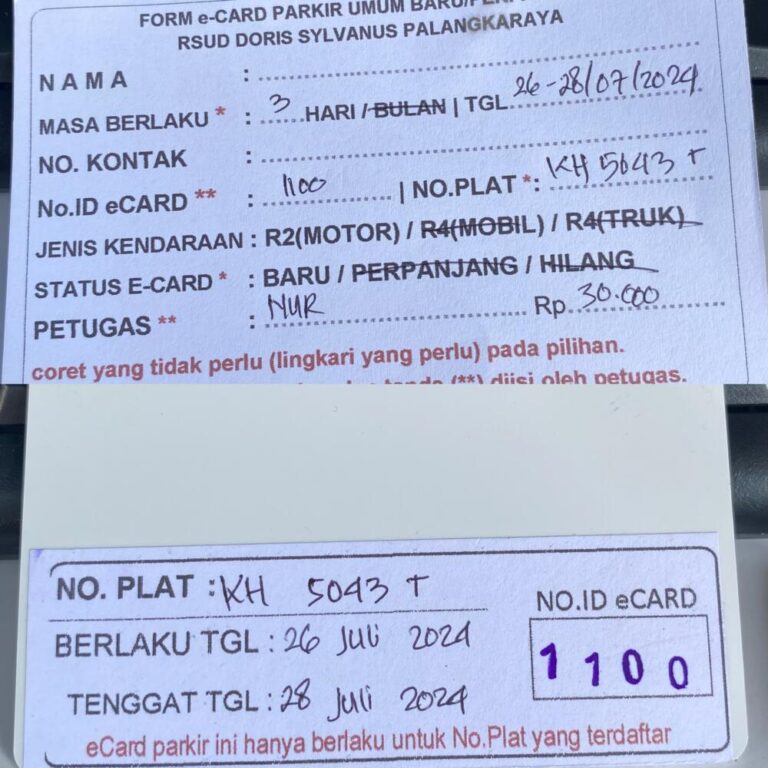 FORM e-CARD PARKIR UMUM BARU/
RSUD DORIS SYLVANUS PALANGKARAYA
NAMA :
MASA BERLAKU * : 3 HARI / BULAN | TGL 26-28/07/2024
NO. KONTAK :
No.ID eCARD ** : 1100 | NO.PLAT *: KH 5043 T
JENIS KENDARAAN : R2(MOTOR) / R4(MOBIL) / R4(TRUK)
STATUS E-CARD * : BARU / PERPANJANG / HILANG
PETUGAS ** : NUR Rp. 30.000
coret yang tidak perlu (lingkari yang perlu) pada pilihan.
tanda (**) diisi oleh petugas.
NO. PLAT : KH 5043 T
BERLAKU TGL : 26 Juli 2024
TENGGAT TGL : 28 Juli 2024
NO.ID eCARD
1100
eCard parkir ini hanya berlaku untuk No.Plat yang terdaftar